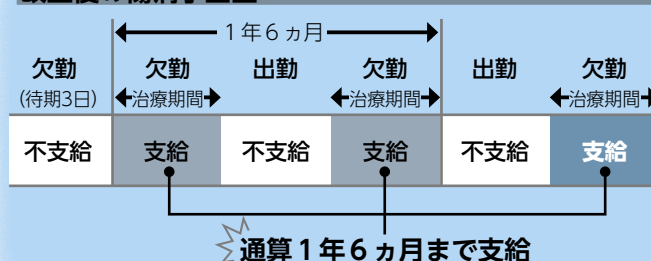 1年6ヵ月
欠勤 欠勤 出勤 欠勤 出勤 欠勤
(待期3日) 治療期間 治療期間 治療期間
不支給 支給 不支給 支給 不支給 支給
通算1年6ヵ月まで支給